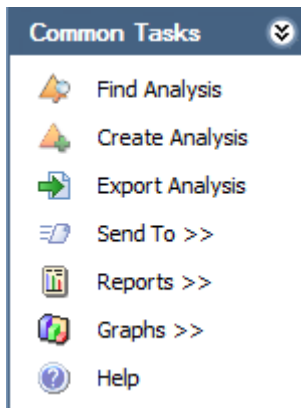 Common Tasks
Find Analysis
Create Analysis
Export Analysis
Send To >>
Reports >>
Graphs >>
Help